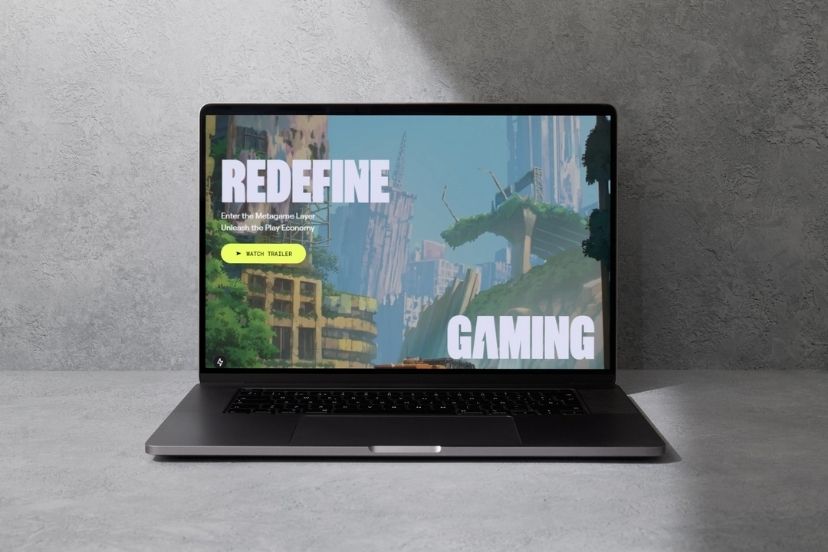 REDEFINE
Enter the Metagame Layer
Unleash the Play Economy
WATCH TRAILER
GAMING